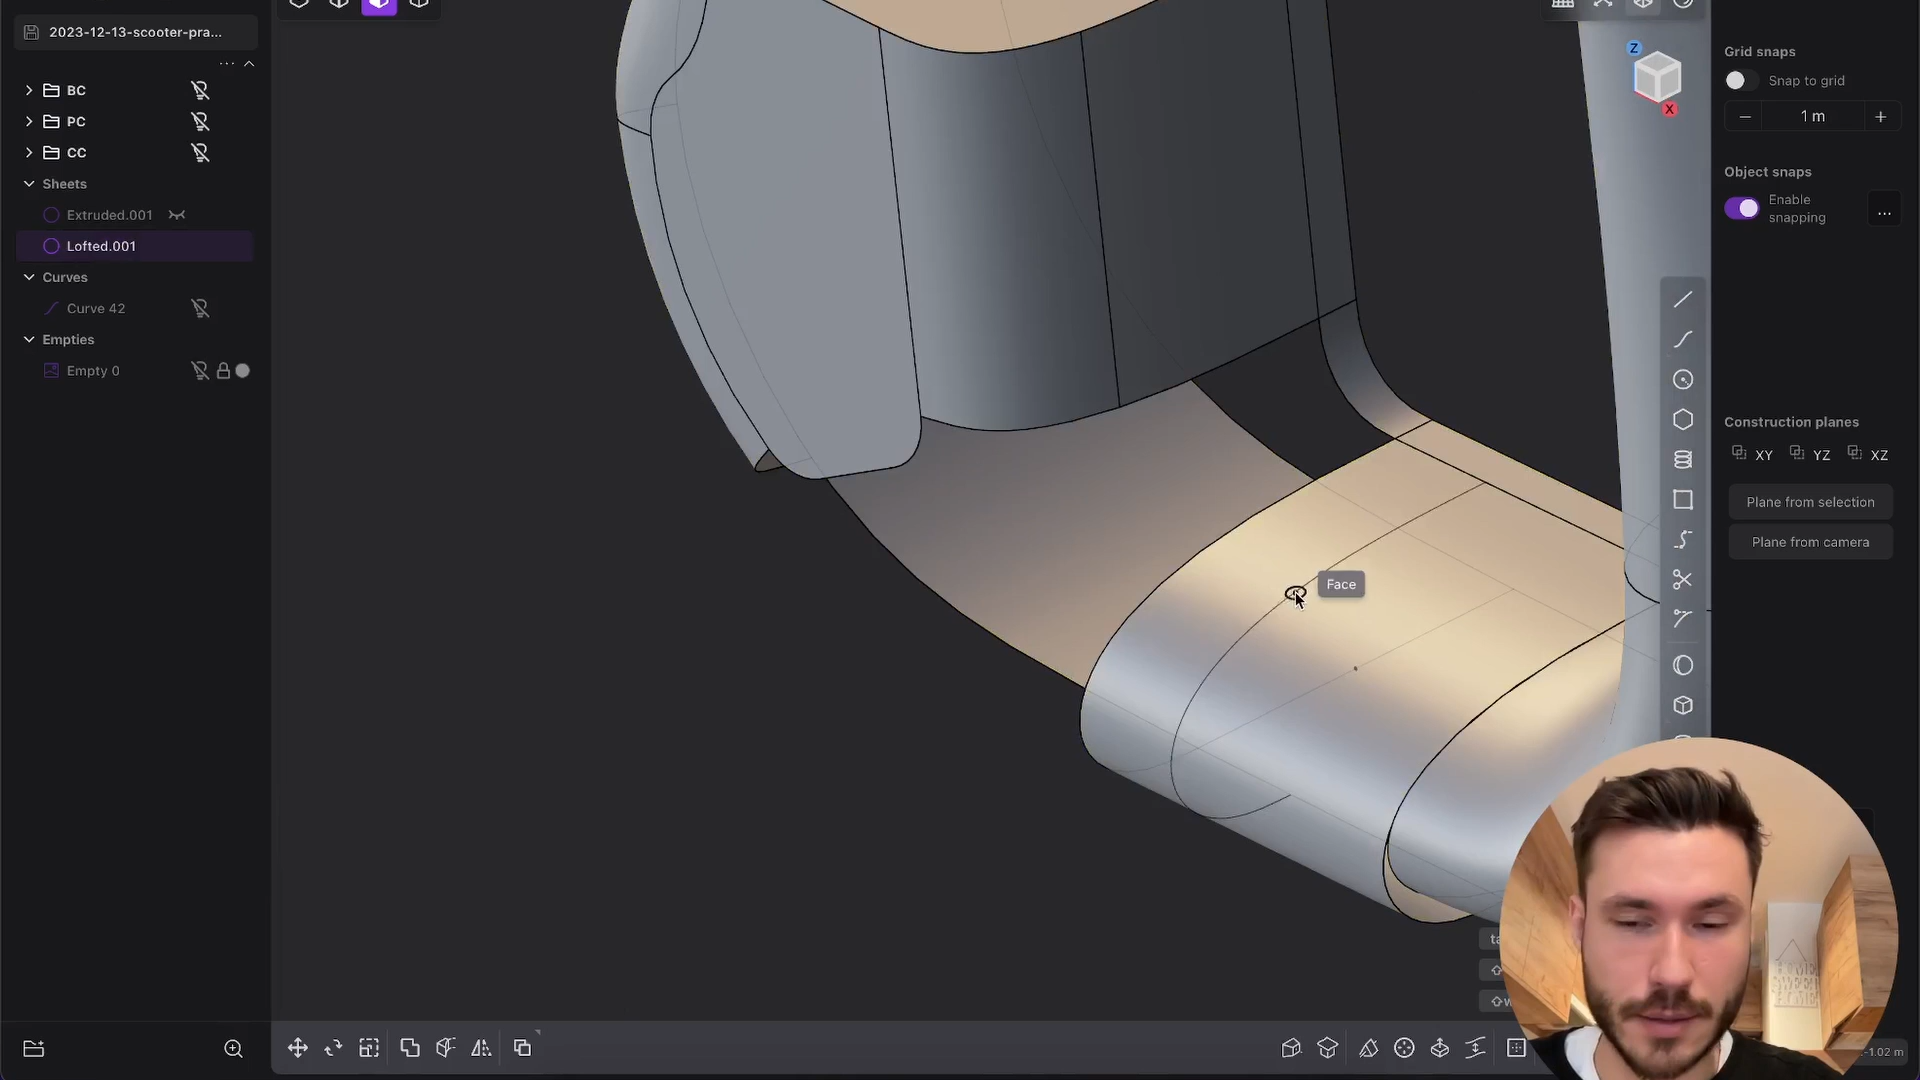 2023-12-13-scooter-pra...
BC
PC
CC
Sheets
Extruded.001
Lofted.001
Curves
Curve 42
Empties
Empty 0
Z
X
Face
Grid snaps
Snap to grid
1 m
Object snaps
Enable
snapping
Construction planes
XY YZ XZ
Plane from selection
Plane from camera
-1.02 m